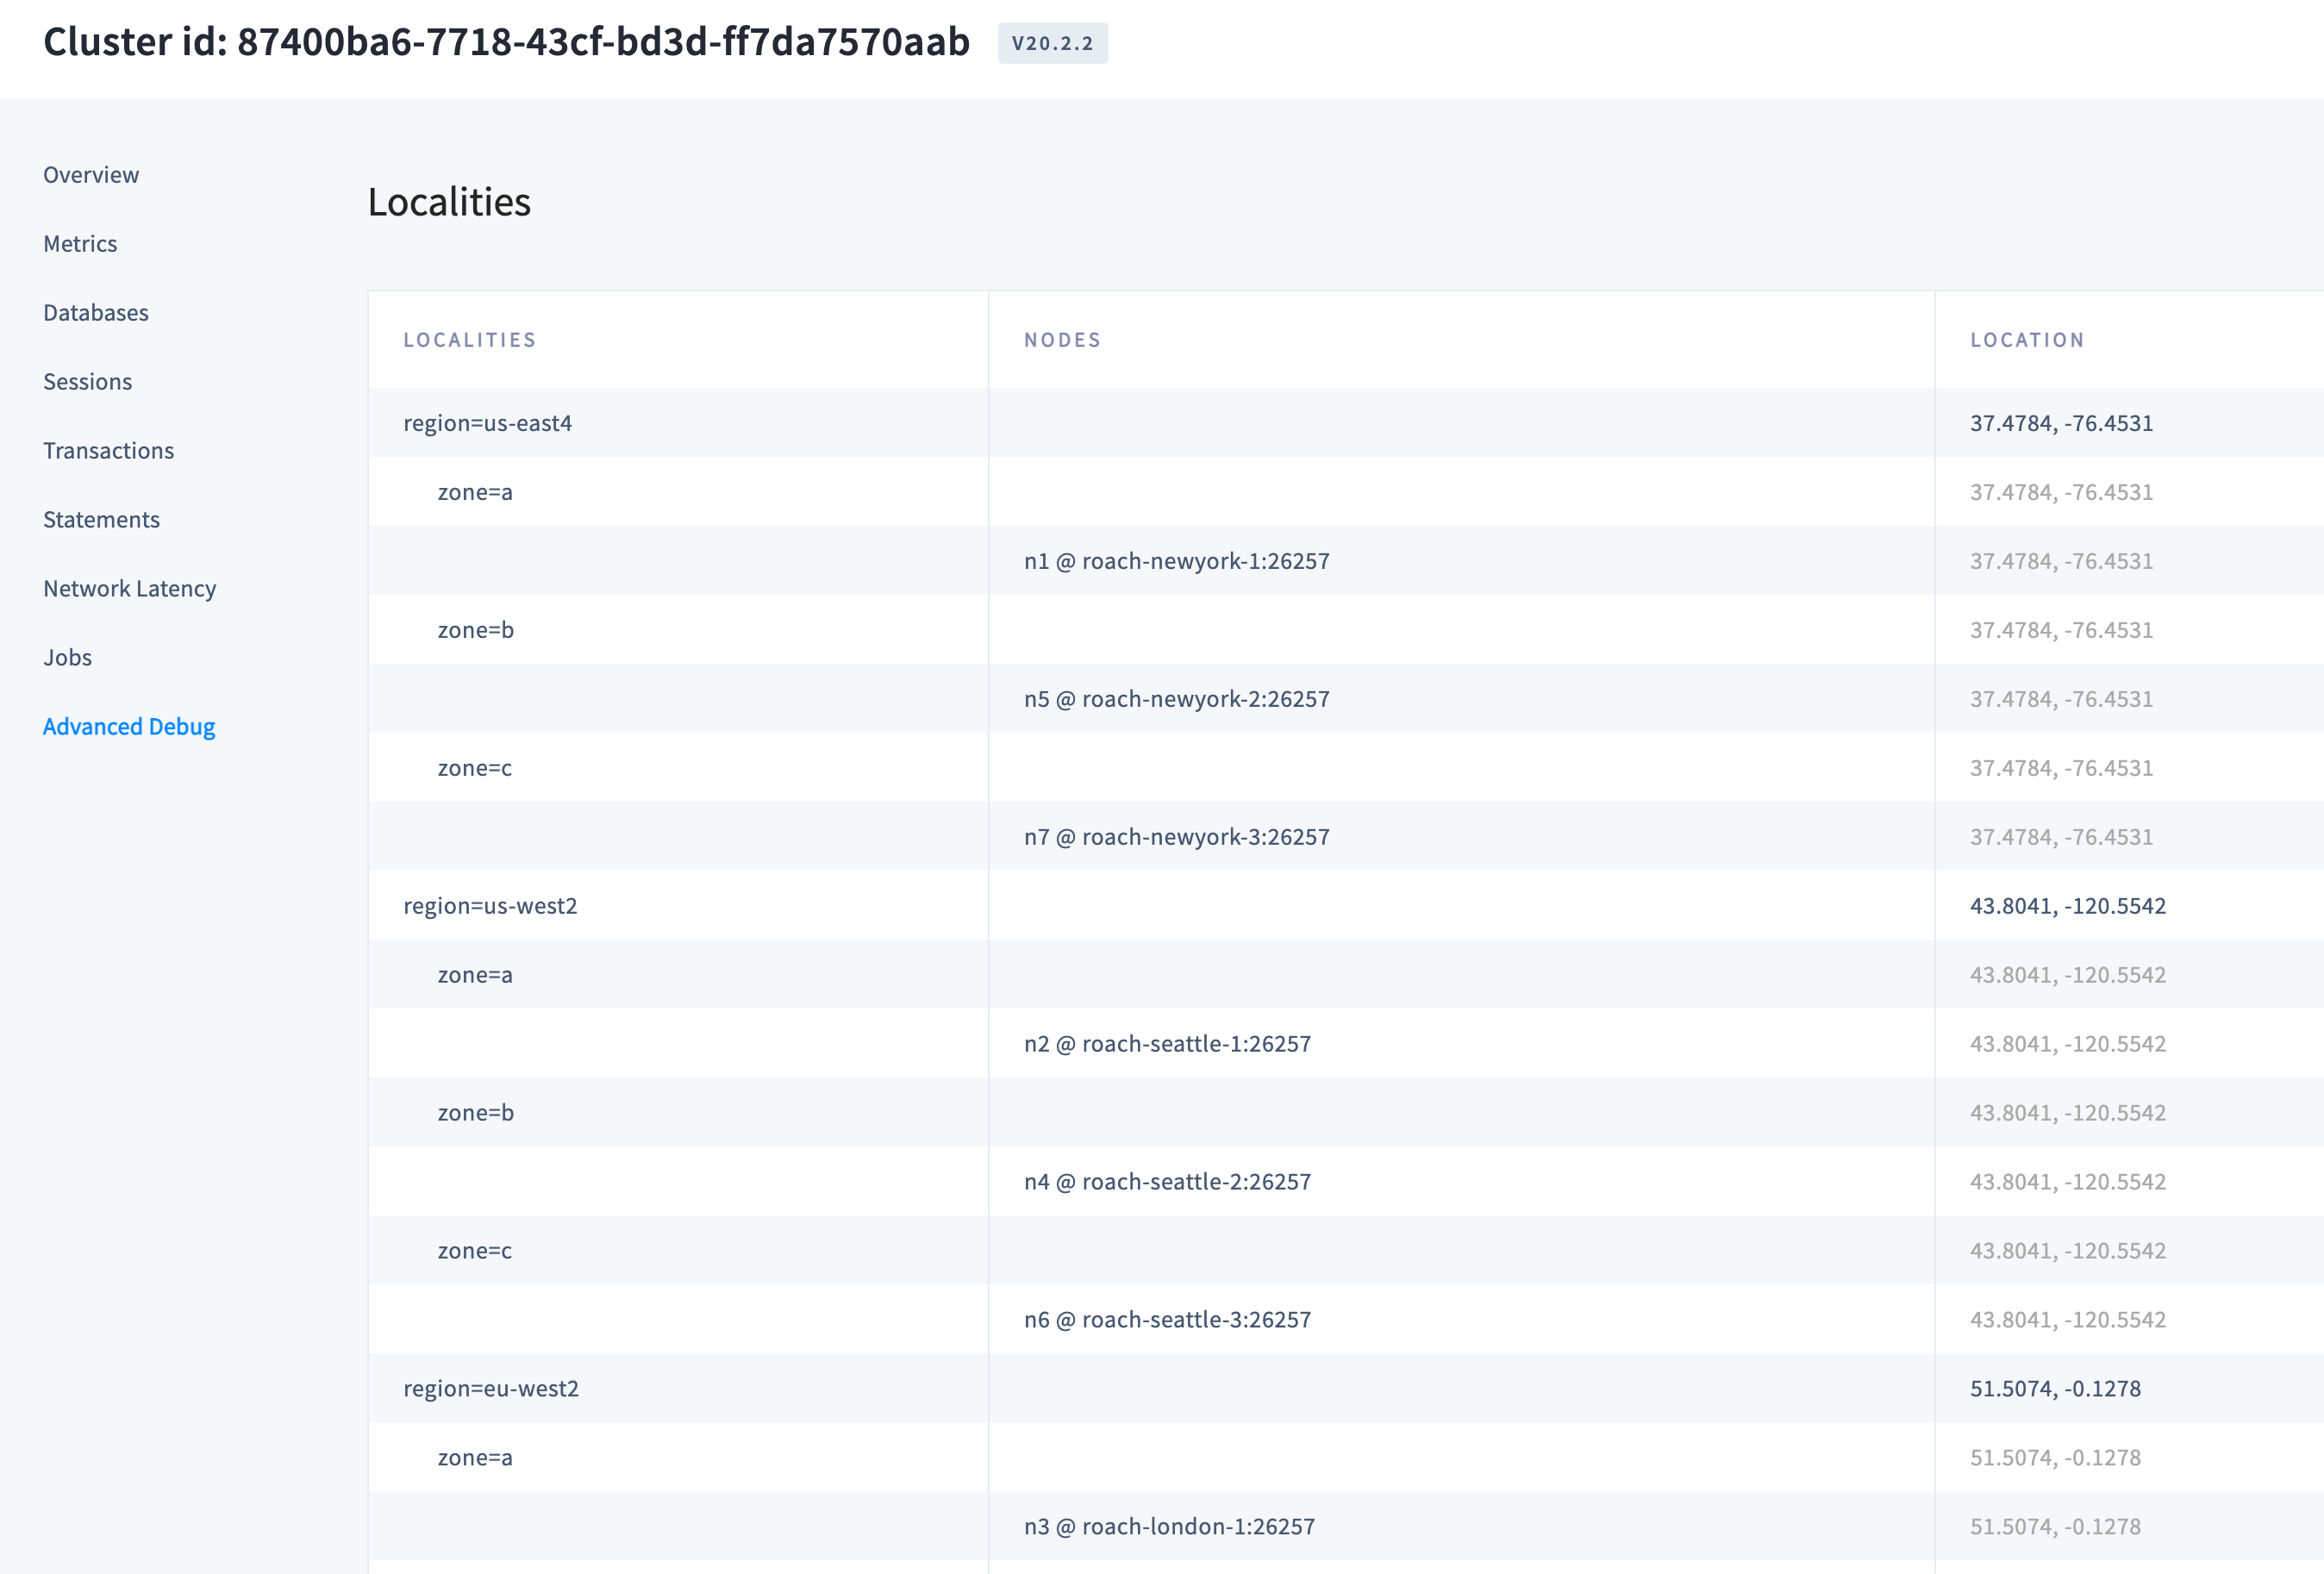 Cluster id: 87400ba6-7718-43cf-bd3d-ff7da7570aab V20.2.2
Overview
Metrics
Databases
Sessions
Transactions
Statements
Network Latency
Jobs
Advanced Debug
Localities
LOCALITIES NODES LOCATION
region=us-east4 37.4784, -76.4531
zone=a 37.4784, -76.4531
n1 @ roach-newyork-1:26257 37.4784, -76.4531
zone=b 37.4784, -76.4531
n5 @ roach-newyork-2:26257 37.4784, -76.4531
zone=c 37.4784, -76.4531
n7 @ roach-newyork-3:26257 37.4784, -76.4531
region=us-west2 43.8041, -120.5542
zone=a 43.8041, -120.5542
n2 @ roach-seattle-1:26257 43.8041, -120.5542
zone=b 43.8041, -120.5542
n4 @ roach-seattle-2:26257 43.8041, -120.5542
zone=c 43.8041, -120.5542
n6 @ roach-seattle-3:26257 43.8041, -120.5542
region=eu-west2 51.5074, -0.1278
zone=a 51.5074, -0.1278
n3 @ roach-london-1:26257 51.5074, -0.1278